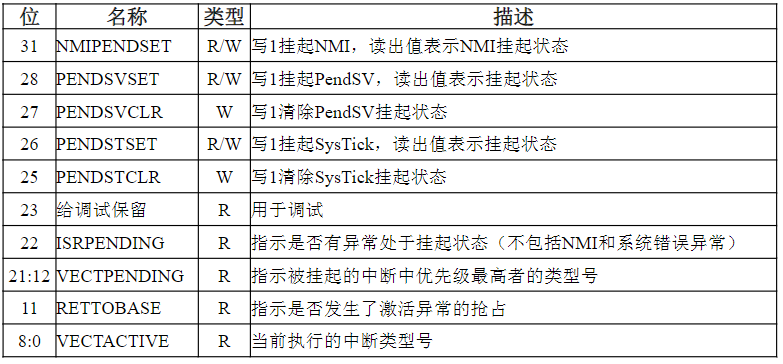 位 名称 类型 描述
31 NMIPENDSET R/W 写1挂起NMI，读出值表示NMI挂起状态
28 PENDSVSET R/W 写1挂起PendSV，读出值表示挂起状态
27 PENDSVCLR W 写1清除PendSV挂起状态
26 PENDSTSET R/W 写1挂起SysTick，读出值表示挂起状态
25 PENDSTCLR W 写1清除SysTick挂起状态
23 给调试保留 R 用于调试
22 ISRPENDING R 指示是否有异常处于挂起状态（不包括NMI和系统错误异常）
21:12 VECTPENDING R 指示被挂起的中断中优先级最高者的类型号
11 RETTOBASE R 指示是否发生了激活异常的抢占
8:0 VECTACTIVE R 当前执行的中断类型号